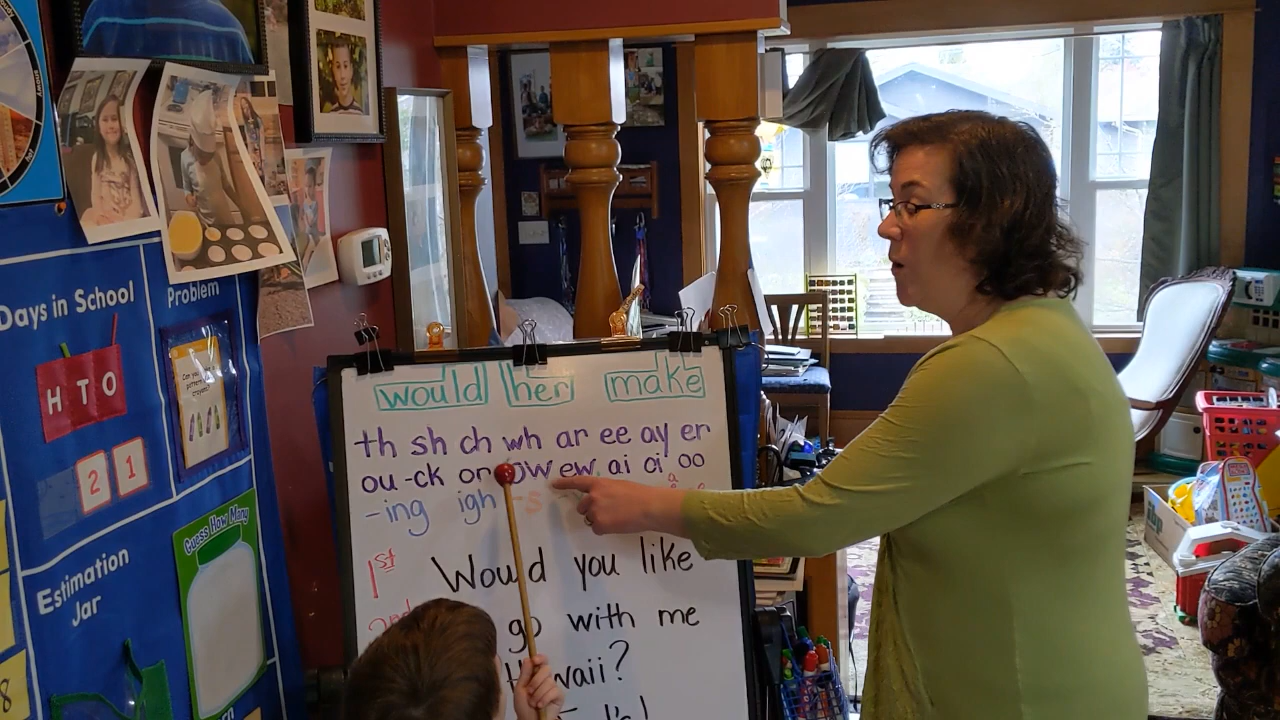 Days in School
Problem
H T O
2 1
Guess How Many
Estimation
Jar
8
would her make
th sh ch wh ar ee ay er
ou -ck or ow ew ai oi oo
-ing igh -s
1st Would you like
2nd go with me
?